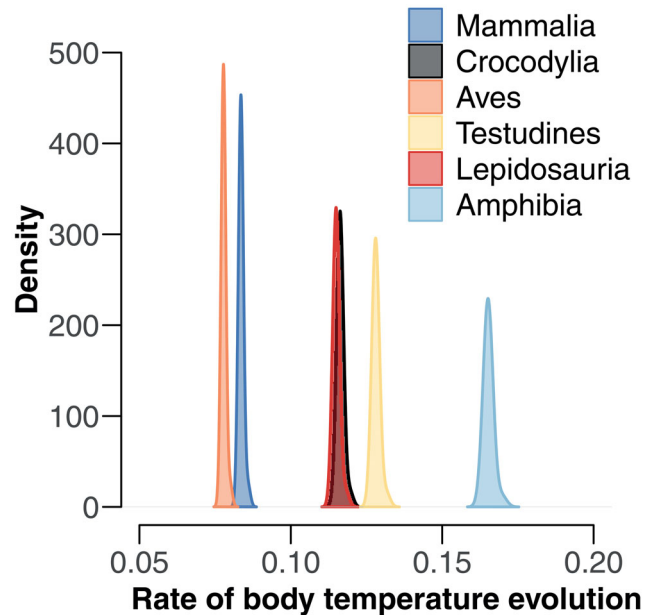 Mammalia
Crocodylia
Aves
Testudines
Lepidosauria
Amphibia
Density
500
400
300
200
100
0
0.05 0.10 0.15 0.20
Rate of body temperature evolution